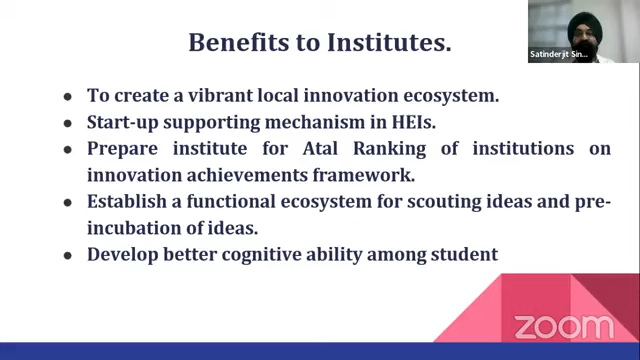 Benefits to Institutes.
Satinderjit Sin...
● To create a vibrant local innovation ecosystem.
● Start-up supporting mechanism in HEIs.
● Prepare institute for Atal Ranking of institutions on
innovation achievements framework.
● Establish a functional ecosystem for scouting ideas and pre-
incubation of ideas.
● Develop better cognitive ability among student
zoom